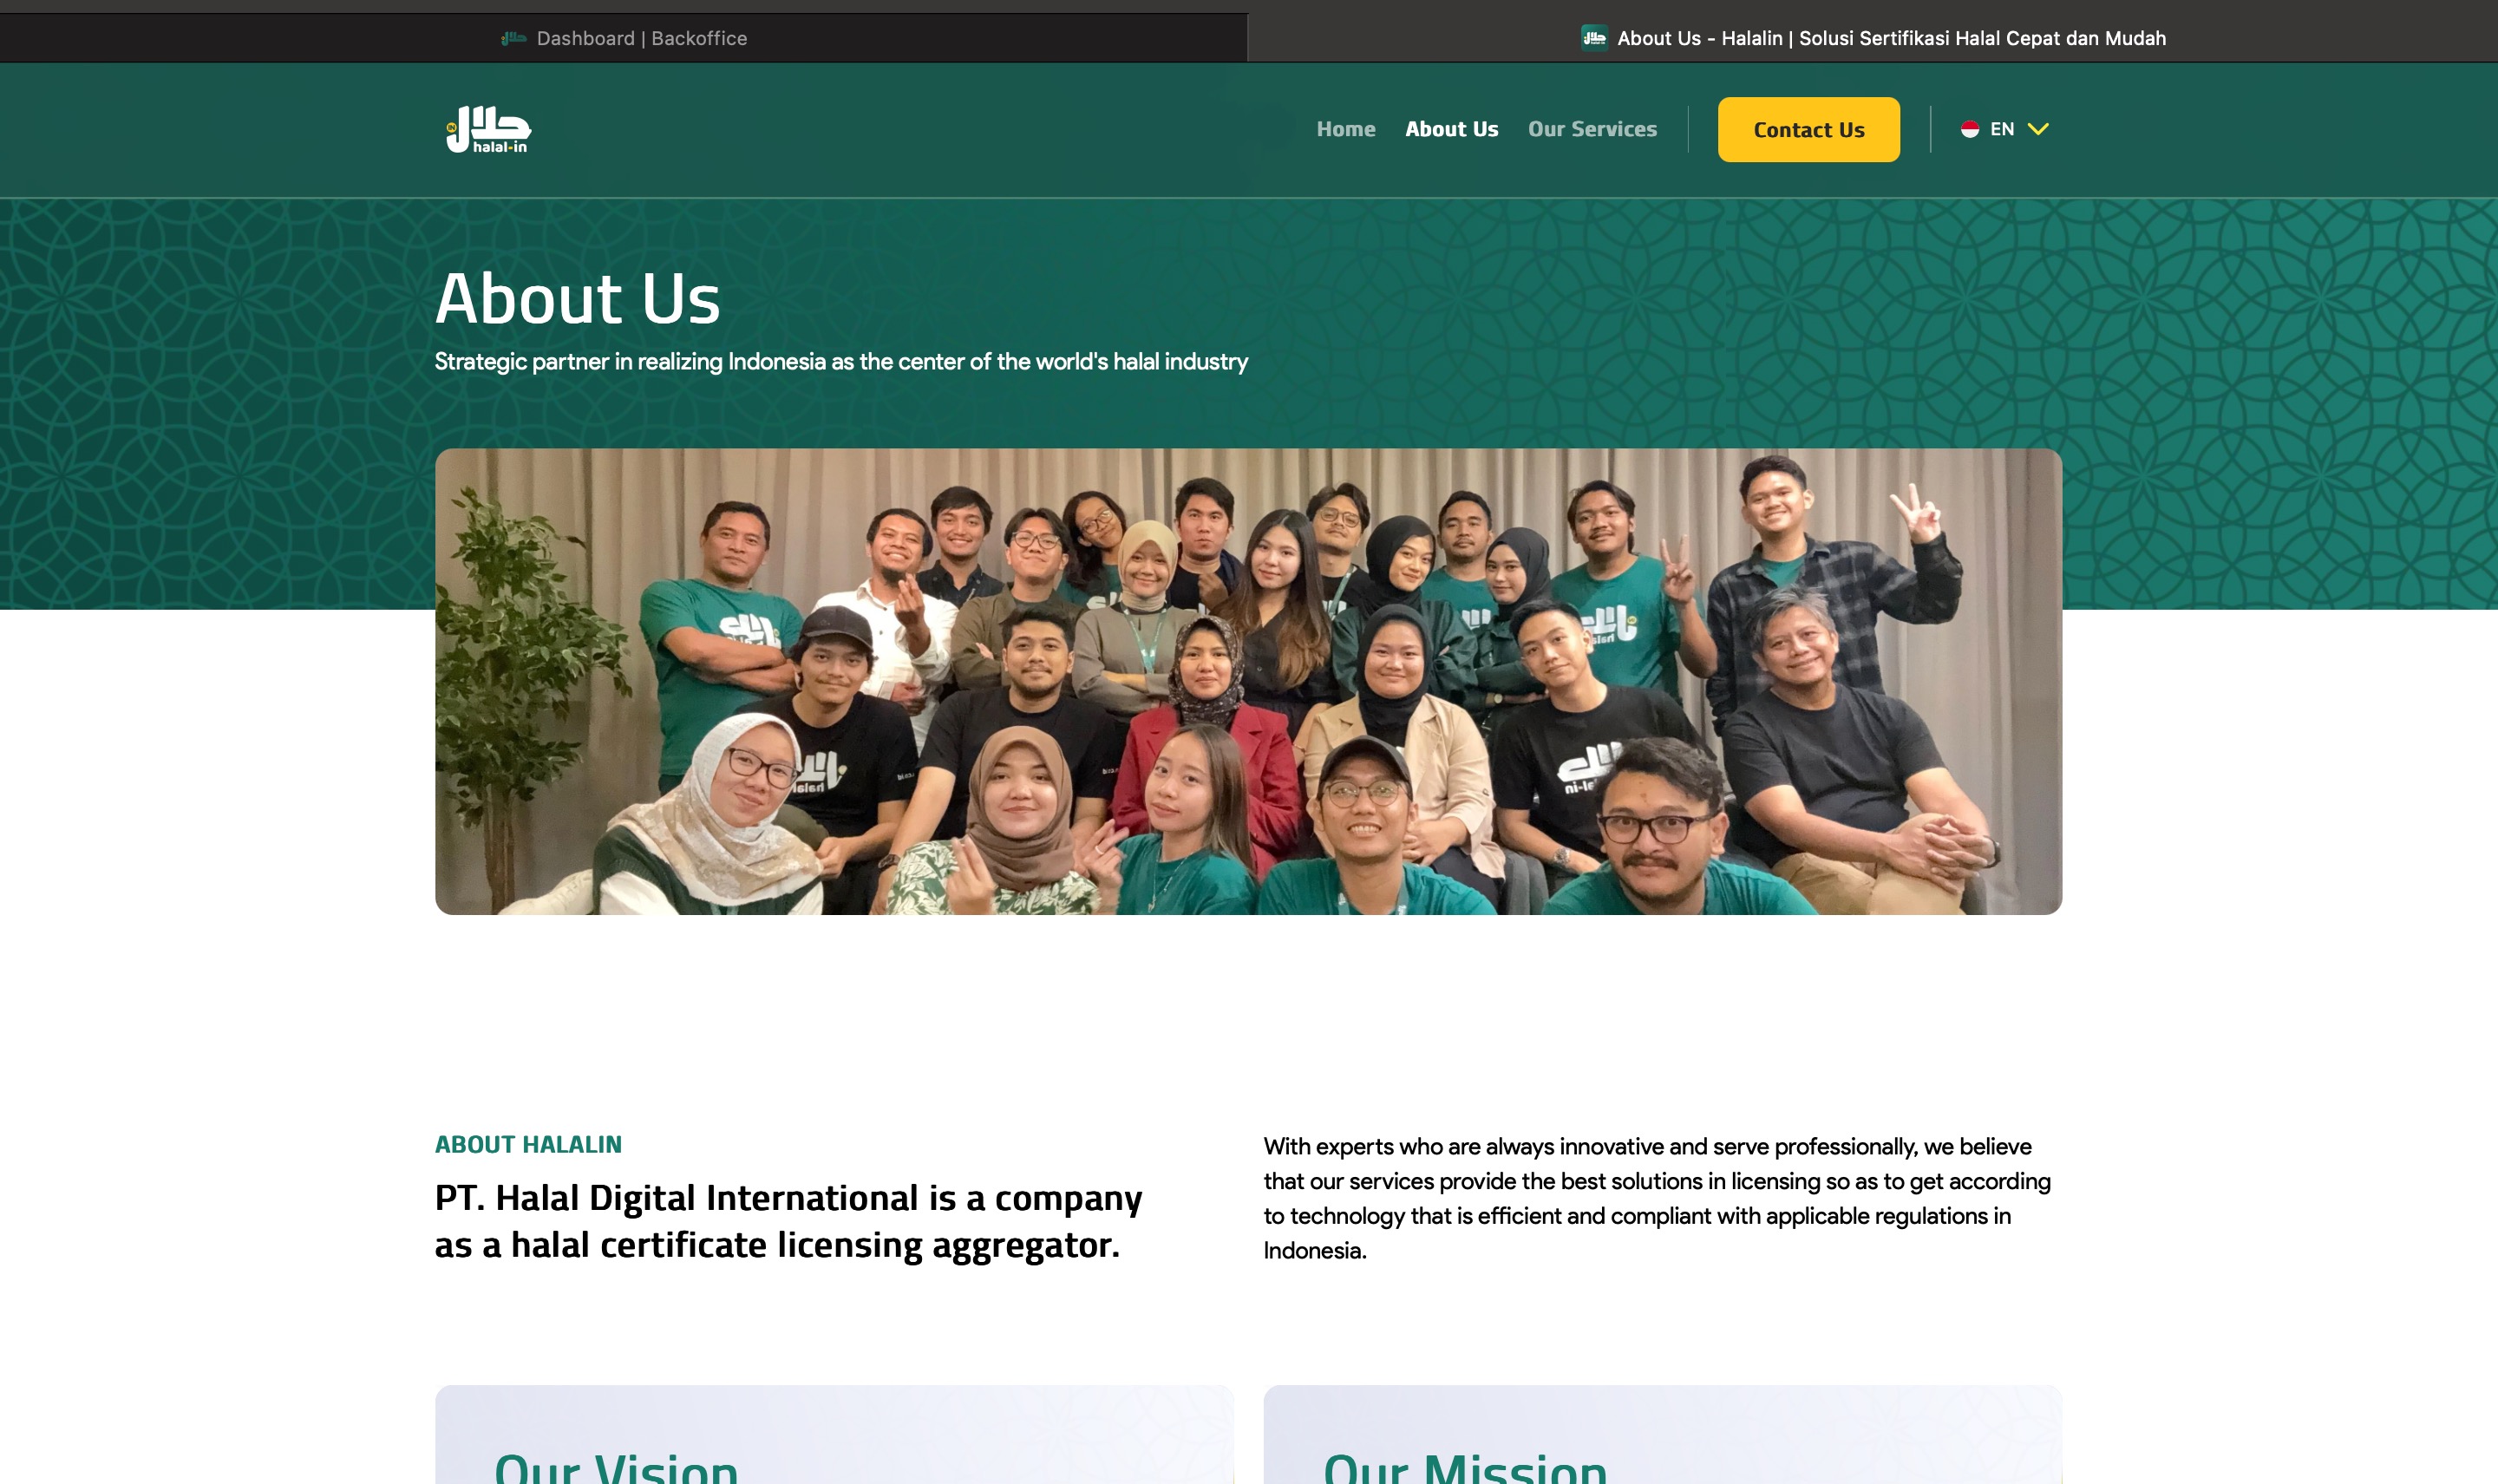 Dashboard | Backoffice
About Us - Halalin | Solusi Sertifikasi Halal Cepat dan Mudah
حلال
IN
halal-in
Home
About Us
Our Services
Contact Us
EN
About Us
Strategic partner in realizing Indonesia as the center of the world's halal industry
ABOUT HALALIN
PT. Halal Digital International is a company
as a halal certificate licensing aggregator.
With experts who are always innovative and serve professionally, we believe
that our services provide the best solutions in licensing so as to get according
to technology that is efficient and compliant with applicable regulations in
Indonesia.
Our Vision
Our Mission